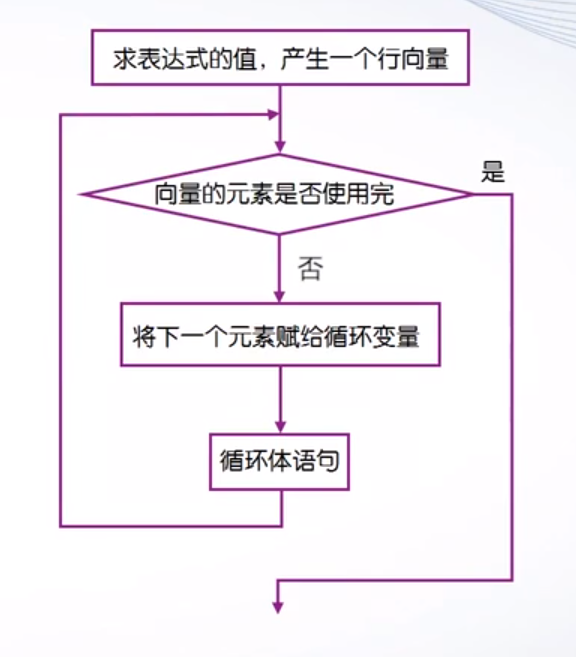 求表达式的值，产生一个行向量
向量的元素是否使用完
是
否
将下一个元素赋给循环变量
循环体语句